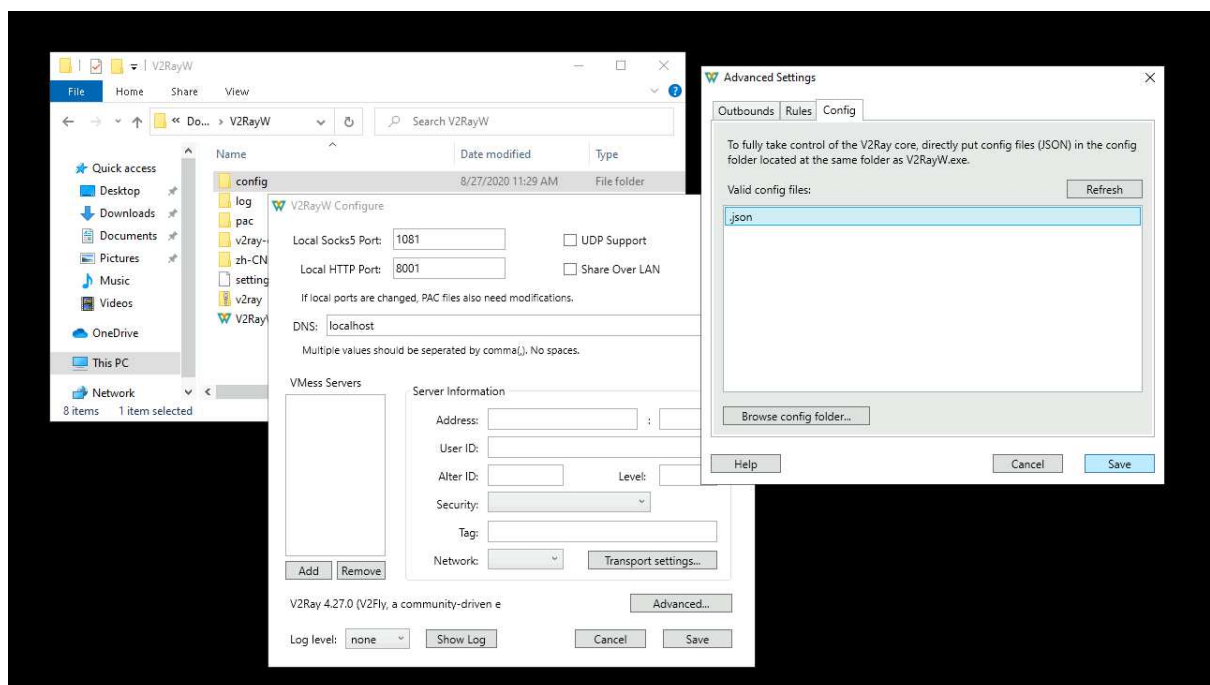 V2RayW
File Home Share View
Do... V2RayW
Search V2RayW
Quick access
Desktop
Downloads
Documents
Pictures
Music
Videos
OneDrive
This PC
Network
Name Date modified Type
config 8/27/2020 11:29 AM File folder
log
pac
v2ray-
zh-CN
setting
v2ray
V2Ray
8 items 1 item selected
V2RayW Configure
Local Socks5 Port: 1081 UDP Support
Local HTTP Port: 8001 Share Over LAN
If local ports are changed, PAC files also need modifications.
DNS: localhost
Multiple values should be seperated by comma(,). No spaces.
VMess Servers
Server Information
Address: :
User ID:
Alter ID: Level:
Security:
Tag:
Network: Transport settings...
Add Remove
V2Ray 4.27.0 (V2Fly, a community-driven e Advanced...
Log level: none Show Log Cancel Save
Advanced Settings
Outbounds Rules Config
To fully take control of the V2Ray core, directly put config files (JSON) in the config
folder located at the same folder as V2RayW.exe.
Valid config files: Refresh
.json
Browse config folder...
Help Cancel Save